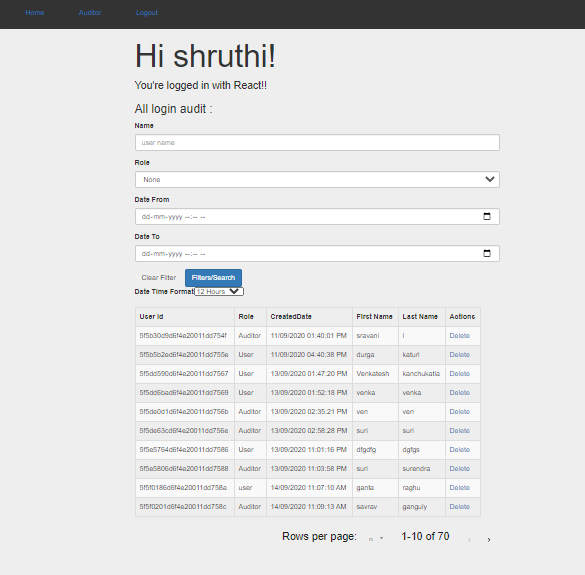 Home Auditor Logout
Hi shruthi!
You're logged in with React!!
All login audit :
Name
user name
Role
None
Date From
dd-mm-yyyy --:-- --
Date To
dd-mm-yyyy --:-- --
Clear Filter Filters/Search
Date Time Format 12 Hours
User Id Role CreatedDate First Name Last Name Actions
5f5b30d9d6f4e20011dd754f Auditor 11/09/2020 01:40:01 PM sravani l Delete
5f5b5b2ed6f4e20011dd755e User 11/09/2020 04:40:38 PM durga katuri Delete
5f5dd590d6f4e20011dd7567 User 13/09/2020 01:47:20 PM Venkatesh kanchukatla Delete
5f5dd6bad6f4e20011dd7569 User 13/09/2020 01:52:18 PM venka venka Delete
5f5de0d1d6f4e20011dd756b Auditor 13/09/2020 02:35:21 PM ven ven Delete
5f5de63cd6f4e20011dd756e Auditor 13/09/2020 02:58:28 PM suri suri Delete
5f5e5764d6f4e20011dd7586 User 13/09/2020 11:01:16 PM dfgdfg dgfgs Delete
5f5e5806d6f4e20011dd7588 Auditor 13/09/2020 11:03:58 PM suri surendra Delete
5f5f0186d6f4e20011dd758a user 14/09/2020 11:07:10 AM ganta raghu Delete
5f5f0201d6f4e20011dd758c Auditor 14/09/2020 11:09:13 AM savrav ganguly Delete
Rows per page: 1-10 of 70